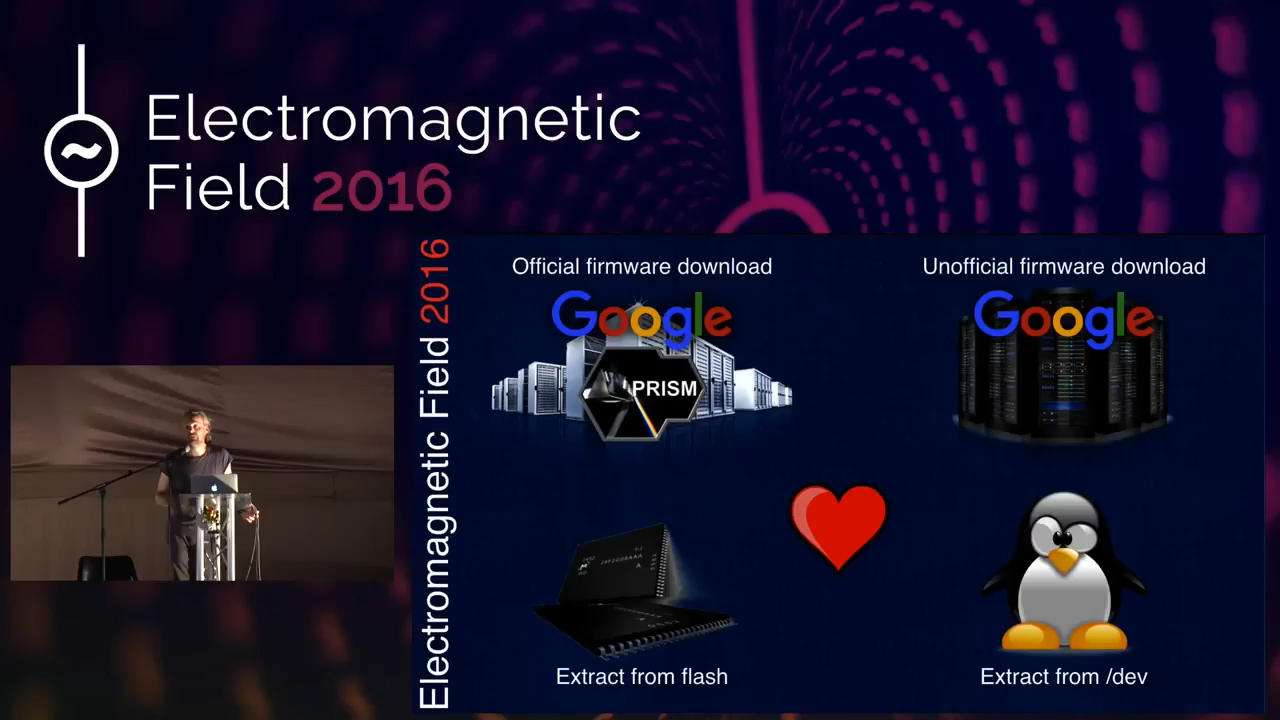 Electromagnetic
Field 2016
Electromagnetic Field 2016
Official firmware download
Google
PRISM
Unofficial firmware download
Google
Extract from flash
Extract from /dev